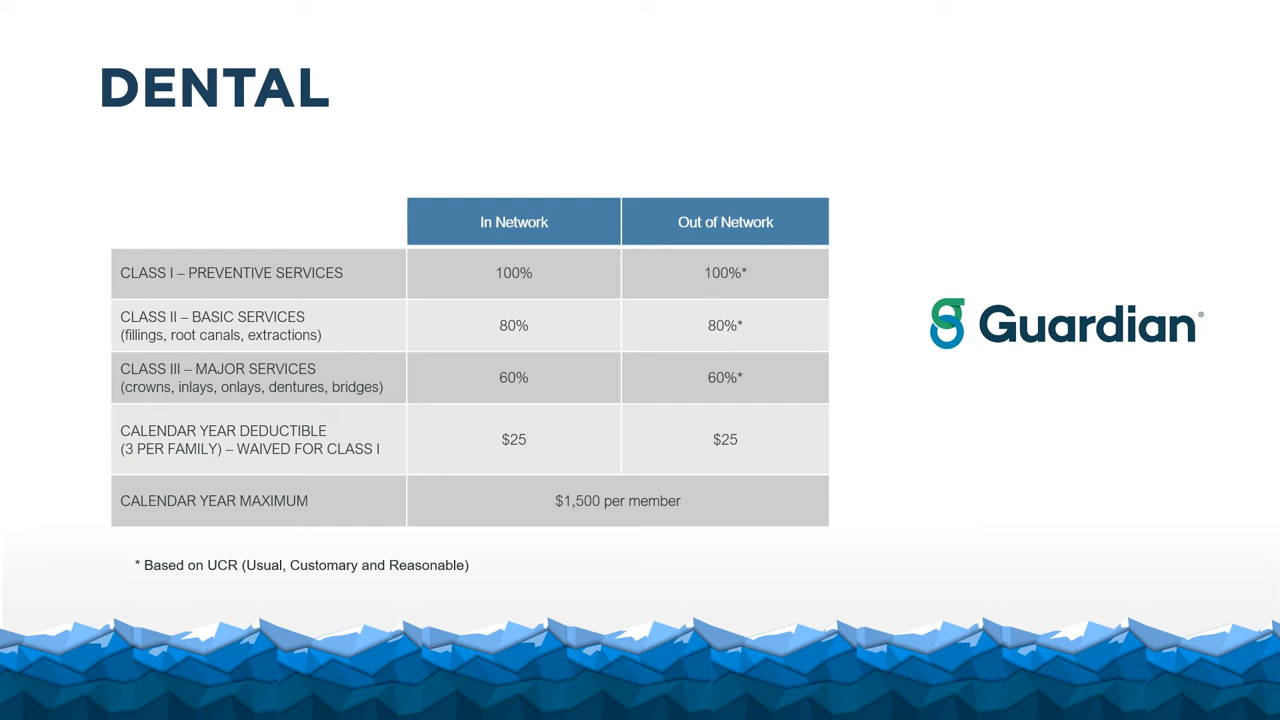 DENTAL
In Network
Out of Network
CLASS I – PREVENTIVE SERVICES
100%
100%*
CLASS II – BASIC SERVICES
(fillings, root canals, extractions)
80%
80%*
CLASS III – MAJOR SERVICES
(crowns, inlays, onlays, dentures, bridges)
60%
60%*
CALENDAR YEAR DEDUCTIBLE
(3 PER FAMILY) – WAIVED FOR CLASS I
$25
$25
CALENDAR YEAR MAXIMUM
$1,500 per member
Guardian®
* Based on UCR (Usual, Customary and Reasonable)